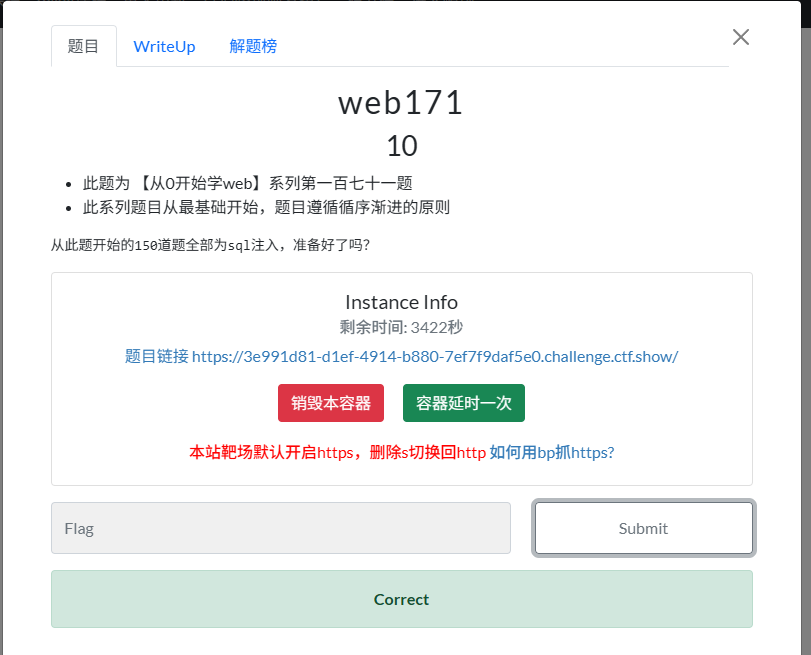 题目 WriteUp 解题榜
web171
10
此题为 【从0开始学web】系列第一百七十一题
此系列题目从最基础开始，题目遵循循序渐进的原则
从此题开始的150道题全部为sql注入，准备好了吗？
Instance Info
剩余时间: 3422秒
题目链接 https://3e991d81-d1ef-4914-b880-7ef7f9daf5e0.challenge.ctf.show/
销毁本容器 容器延时一次
本站靶场默认开启https，删除s切换回http 如何用bp抓https?
Flag Submit
Correct